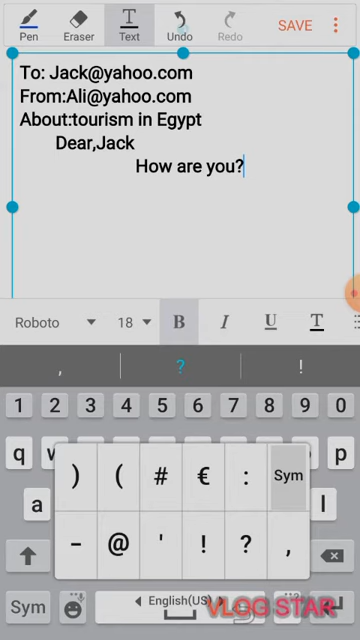 Pen Eraser Text Undo Redo SAVE
To: Jack@yahoo.com
From:Ali@yahoo.com
About:tourism in Egypt
Dear,Jack
How are you?
Roboto 18 B I U T
, ? !
1 2 3 4 5 6 7 8 9 0
q w p
a l
) ( # € : Sym
- @ ' ! ? ,
Sym English(US)
VLOG STAR